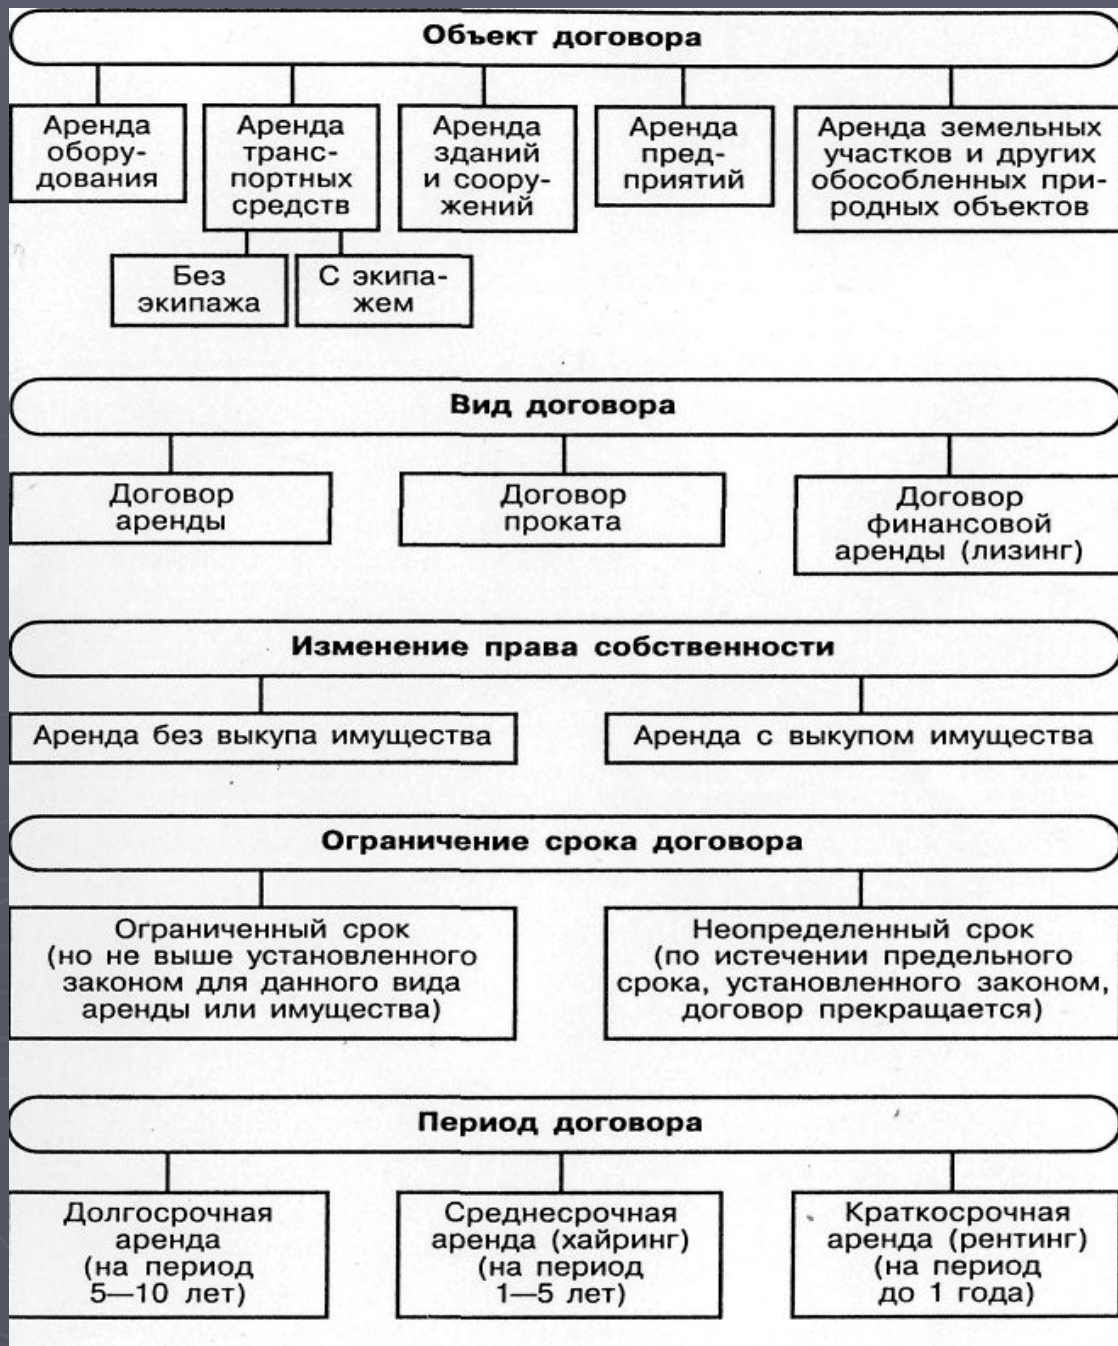 Объект договора
Аренда
обору-
дования
Аренда
транс-
портных
средств
Аренда
зданий
и соору-
жений
Аренда
пред-
приятий
Аренда земельных
участков и других
обособленных при-
родных объектов
Без
экипажа
С экипа-
жем
Вид договора
Договор
аренды
Договор
проката
Договор
финансовой
аренды (лизинг)
Изменение права собственности
Аренда без выкупа имущества
Аренда с выкупом имущества
Ограничение срока договора
Ограниченный срок
(но не выше установленного
законом для данного вида
аренды или имущества)
Неопределенный срок
(по истечении предельного
срока, установленного законом,
договор прекращается)
Период договора
Долгосрочная
аренда
(на период
5—10 лет)
Среднесрочная
аренда (хайринг)
(на период
1—5 лет)
Краткосрочная
аренда (рентинг)
(на период
до 1 года)